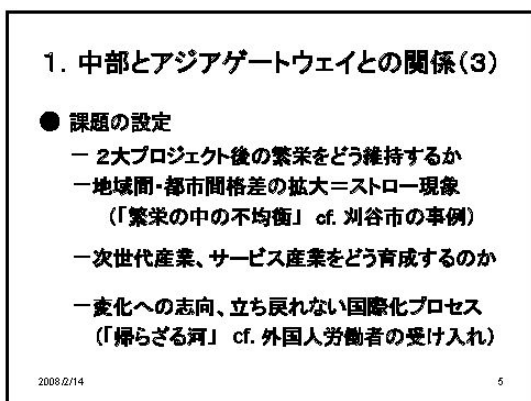 1. 中部とアジアゲートウェイとの関係(3)
● 課題の設定
－ 2大プロジェクト後の繁栄をどう維持するか
－地域間・都市間格差の拡大＝ストロー現象
(「繁栄の中の不均衡」 cf. 刈谷市の事例)
－次世代産業、サービス産業をどう育成するのか
－変化への志向、立ち戻れない国際化プロセス
(「帰らざる河」 cf. 外国人労働者の受け入れ)
2008/2/14
5